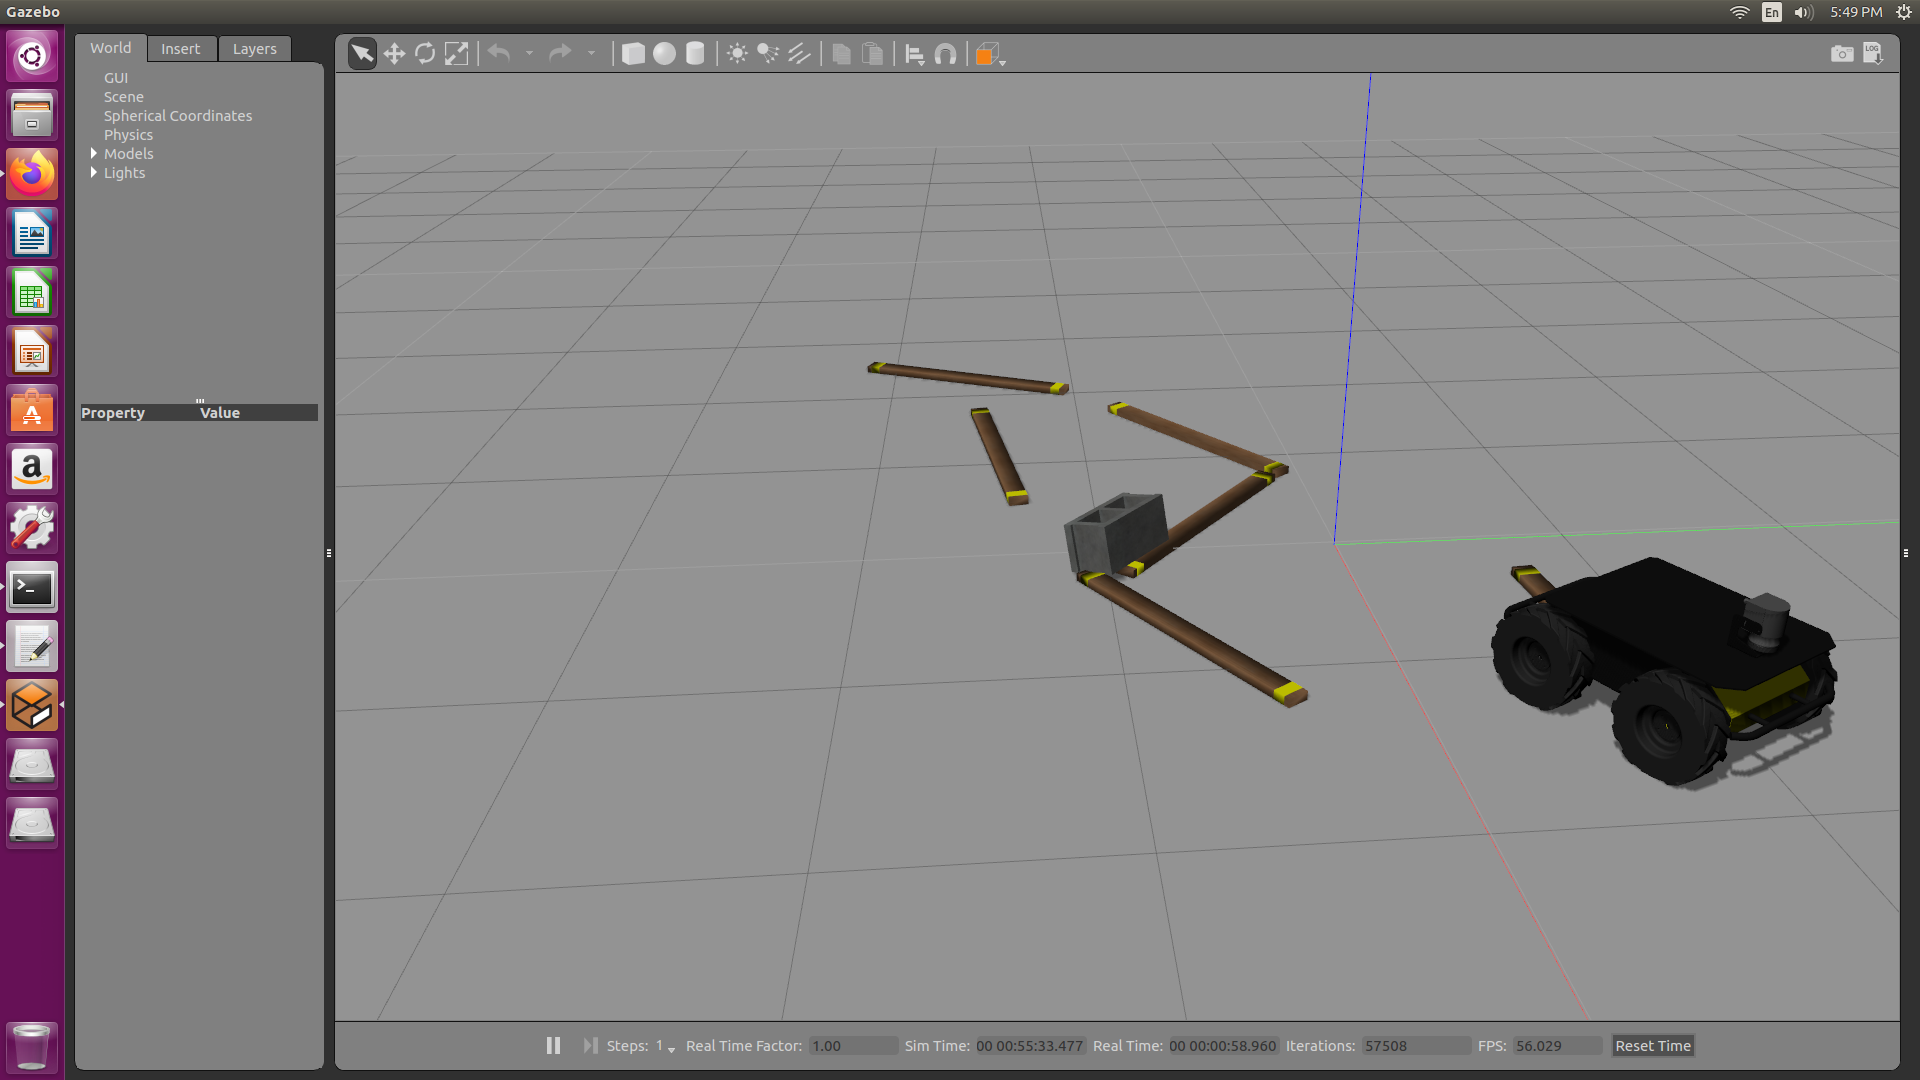 Gazebo
En
5:49 PM
World Insert Layers
GUI
Scene
Spherical Coordinates
Physics
Models
Lights
Property Value
LOG
Steps: 1 Real Time Factor: 1.00 Sim Time: 00 00:55:33.477 Real Time: 00 00:00:58.960 Iterations: 57508 FPS: 56.029 Reset Time